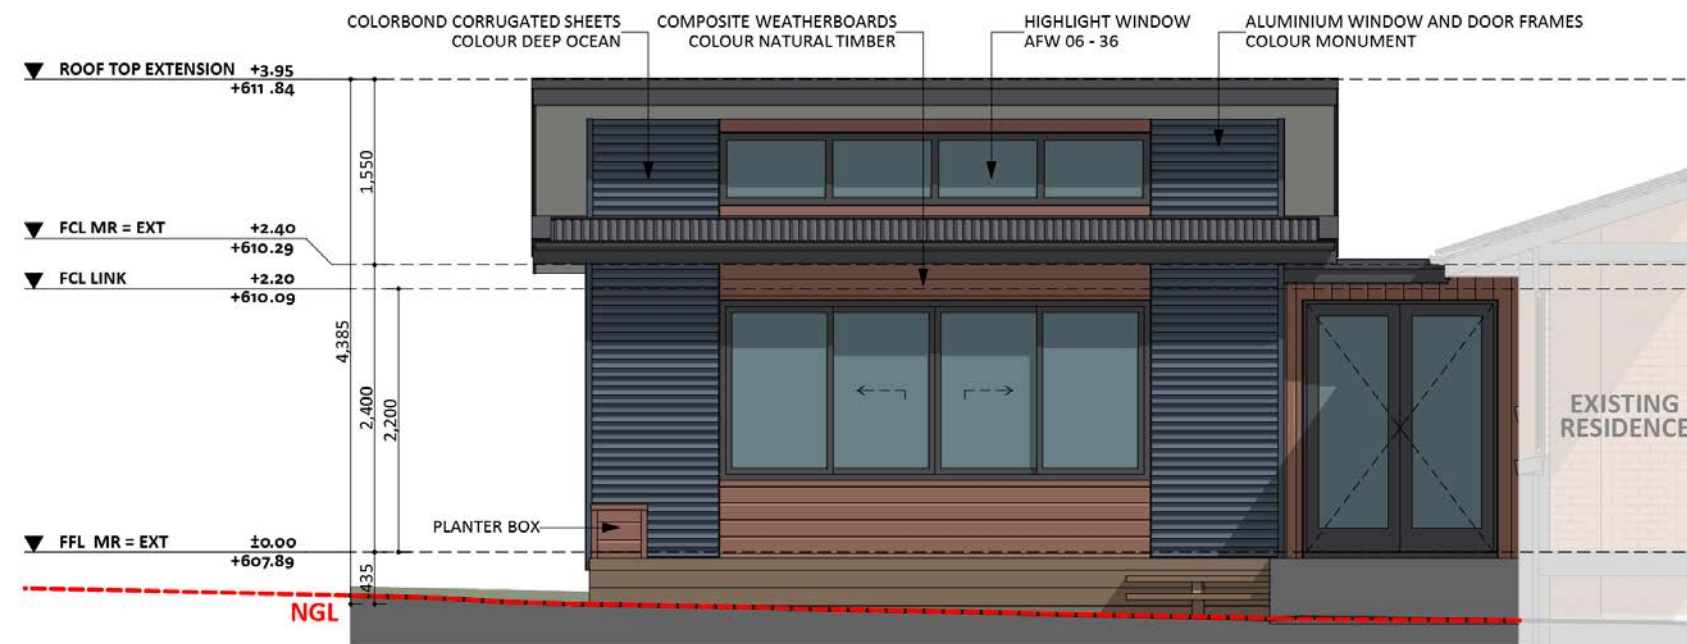 COLORBOND CORRUGATED SHEETS
COLOUR DEEP OCEAN
COMPOSITE WEATHERBOARDS
COLOUR NATURAL TIMBER
HIGHLIGHT WINDOW
AFW 06 - 36
ALUMINIUM WINDOW AND DOOR FRAMES
COLOUR MONUMENT
ROOF TOP EXTENSION +3.95
+611 .84
1,550
FCL MR = EXT +2.40
+610.29
FCL LINK +2.20
+610.09
4,385
2,400
2,200
EXISTING
RESIDENCE
PLANTER BOX
FFL MR = EXT ±0.00
+607.89
435
NGL